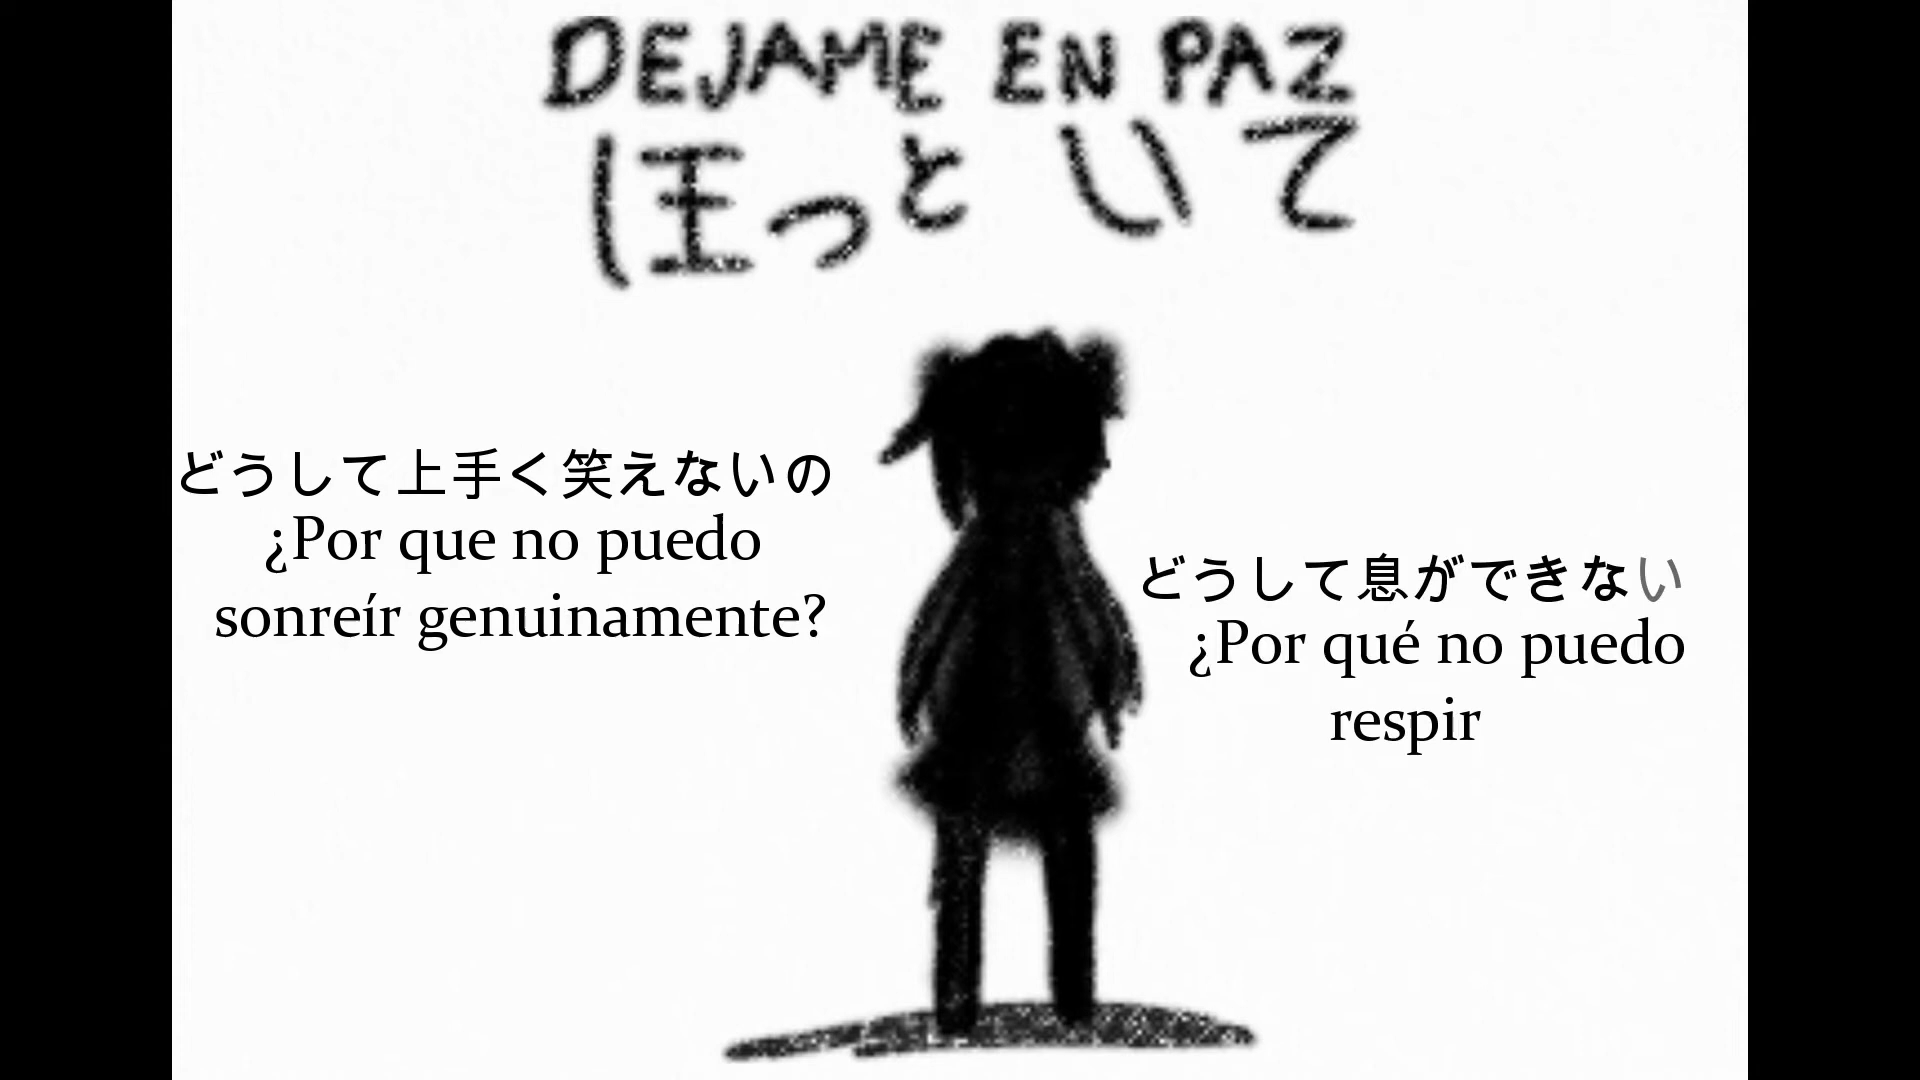 DEJAME EN PAZ
ほっといて
どうして上手く笑えないの
¿Por que no puedo
sonreír genuinamente?
どうして息ができない
¿Por qué no puedo
respir